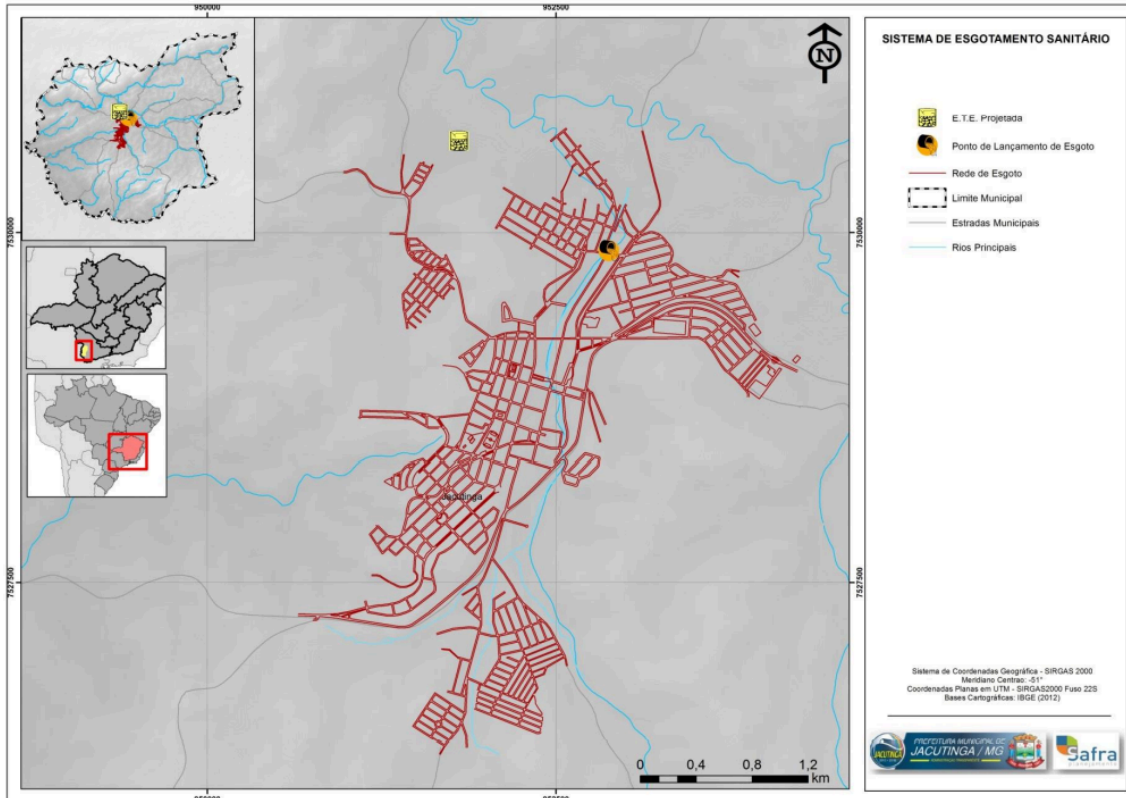 950000
952500
7530000
7530000
7527500
7527500
950000
952500
N
Jacutinga
0 0,4 0,8 1,2
km
SISTEMA DE ESGOTAMENTO SANITÁRIO
E.T.E. Projetada
Ponto de Lançamento de Esgoto
Rede de Esgoto
Limite Municipal
Estradas Municipais
Rios Principais
Sistema de Coordenadas Geográfica - SIRGAS 2000
Meridiano Centrao: -51°
Coordenadas Planas em UTM - SIRGAS2000 Fuso 22S
Bases Cartográficas: IBGE (2012)
PREFEITURA MUNICIPAL DE
JACUTINGA / MG
Safra
planejamento